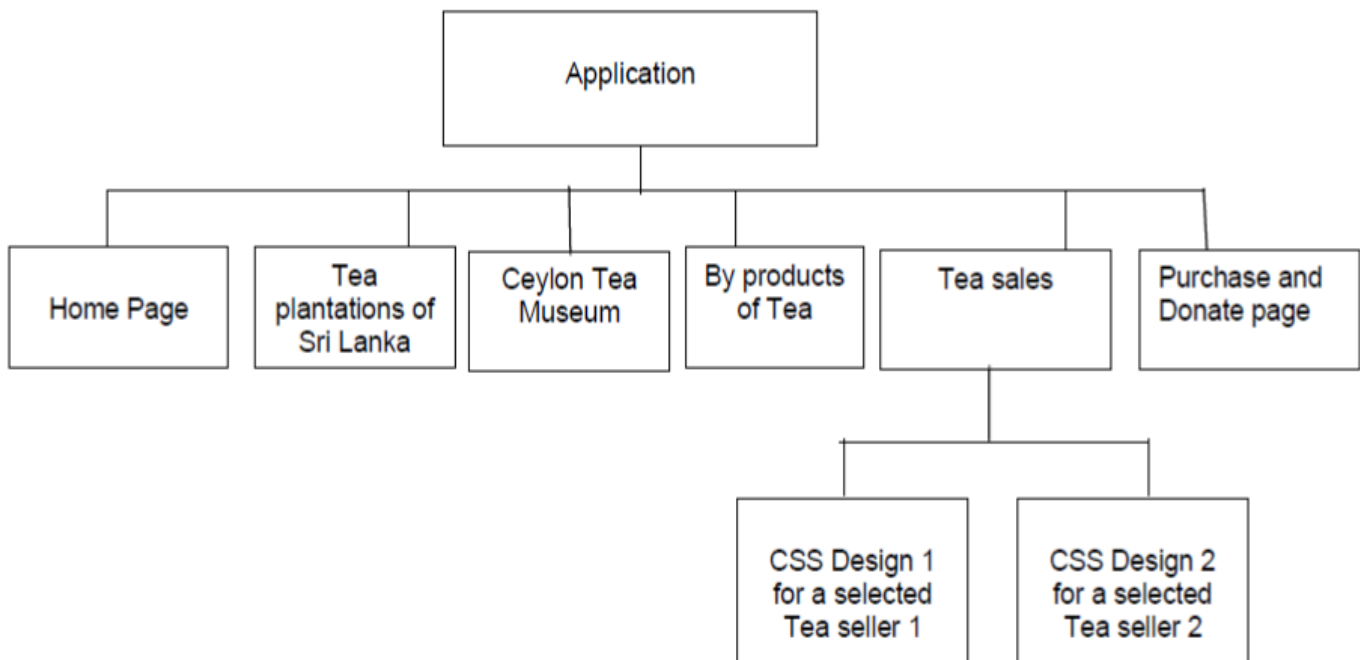 Application
Home Page
Tea
plantations of
Sri Lanka
Ceylon Tea
Museum
By products
of Tea
Tea sales
Purchase and
Donate page
CSS Design 1
for a selected
Tea seller 1
CSS Design 2
for a selected
Tea seller 2